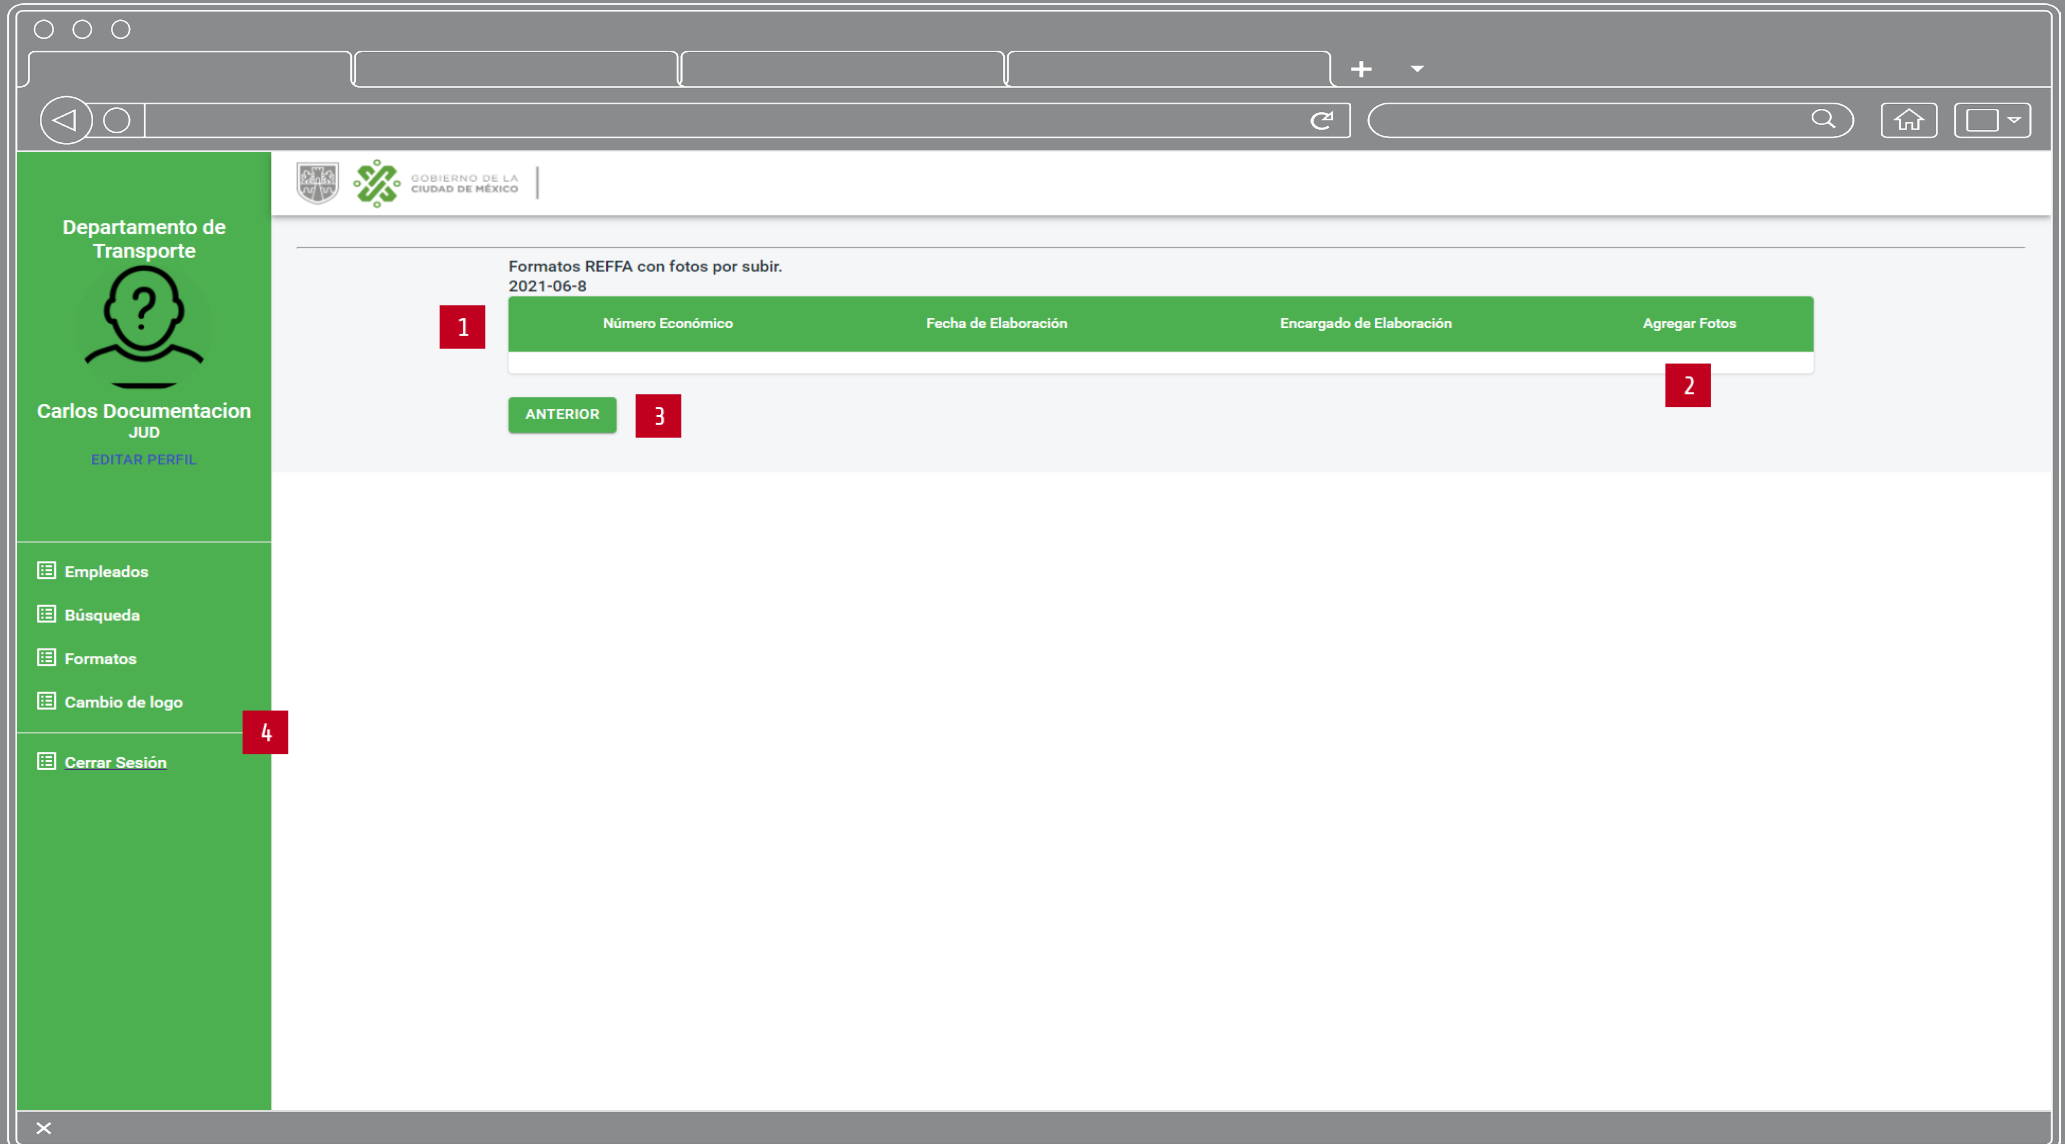 GOBIERNO DE LA
CIUDAD DE MÉXICO
Departamento de
Transporte
Carlos Documentacion
JUD
EDITAR PERFIL
Empleados
Búsqueda
Formatos
Cambio de logo
4
Cerrar Sesión
Formatos REFFA con fotos por subir.
2021-06-8
1
Número Económico Fecha de Elaboración Encargado de Elaboración Agregar Fotos
2
ANTERIOR 3